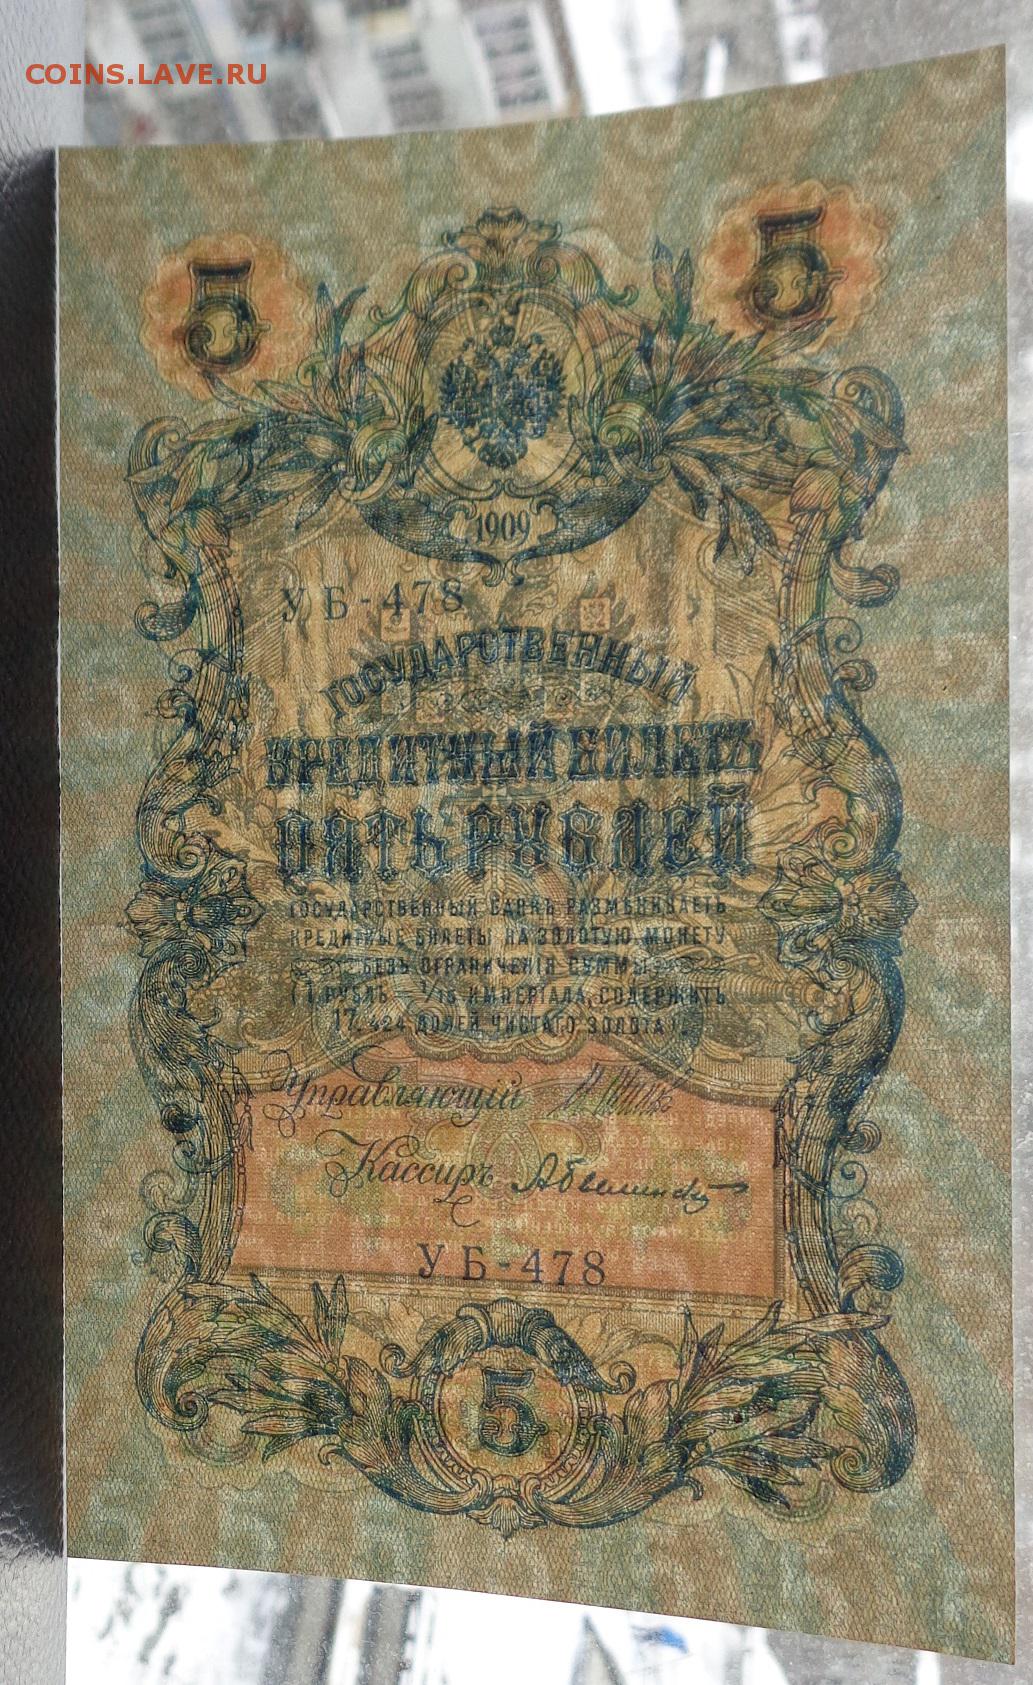 COINS.LAVE.RU
5 5
1909
УБ-478
ГОСУДАРСТВЕННЫЙ
КРЕДИТНЫЙ БИЛЕТЪ
ПЯТЬ РУБЛЕЙ
ГОСУДАРСТВЕННЫЙ БАНКЪ РАЗМѢНИВАЕТЪ
КРЕДИТНЫЕ БИЛЕТЫ НА ЗОЛОТУЮ МОНЕТУ
БЕЗЪ ОГРАНИЧЕНІЯ СУММЫ
(1 РУБЛЬ = 1/15 ИМПЕРІАЛА, СОДЕРЖИТЪ
17,424 ДОЛЕЙ ЧИСТАГО ЗОЛОТА).
Управляющій
Кассиръ
УБ-478
5